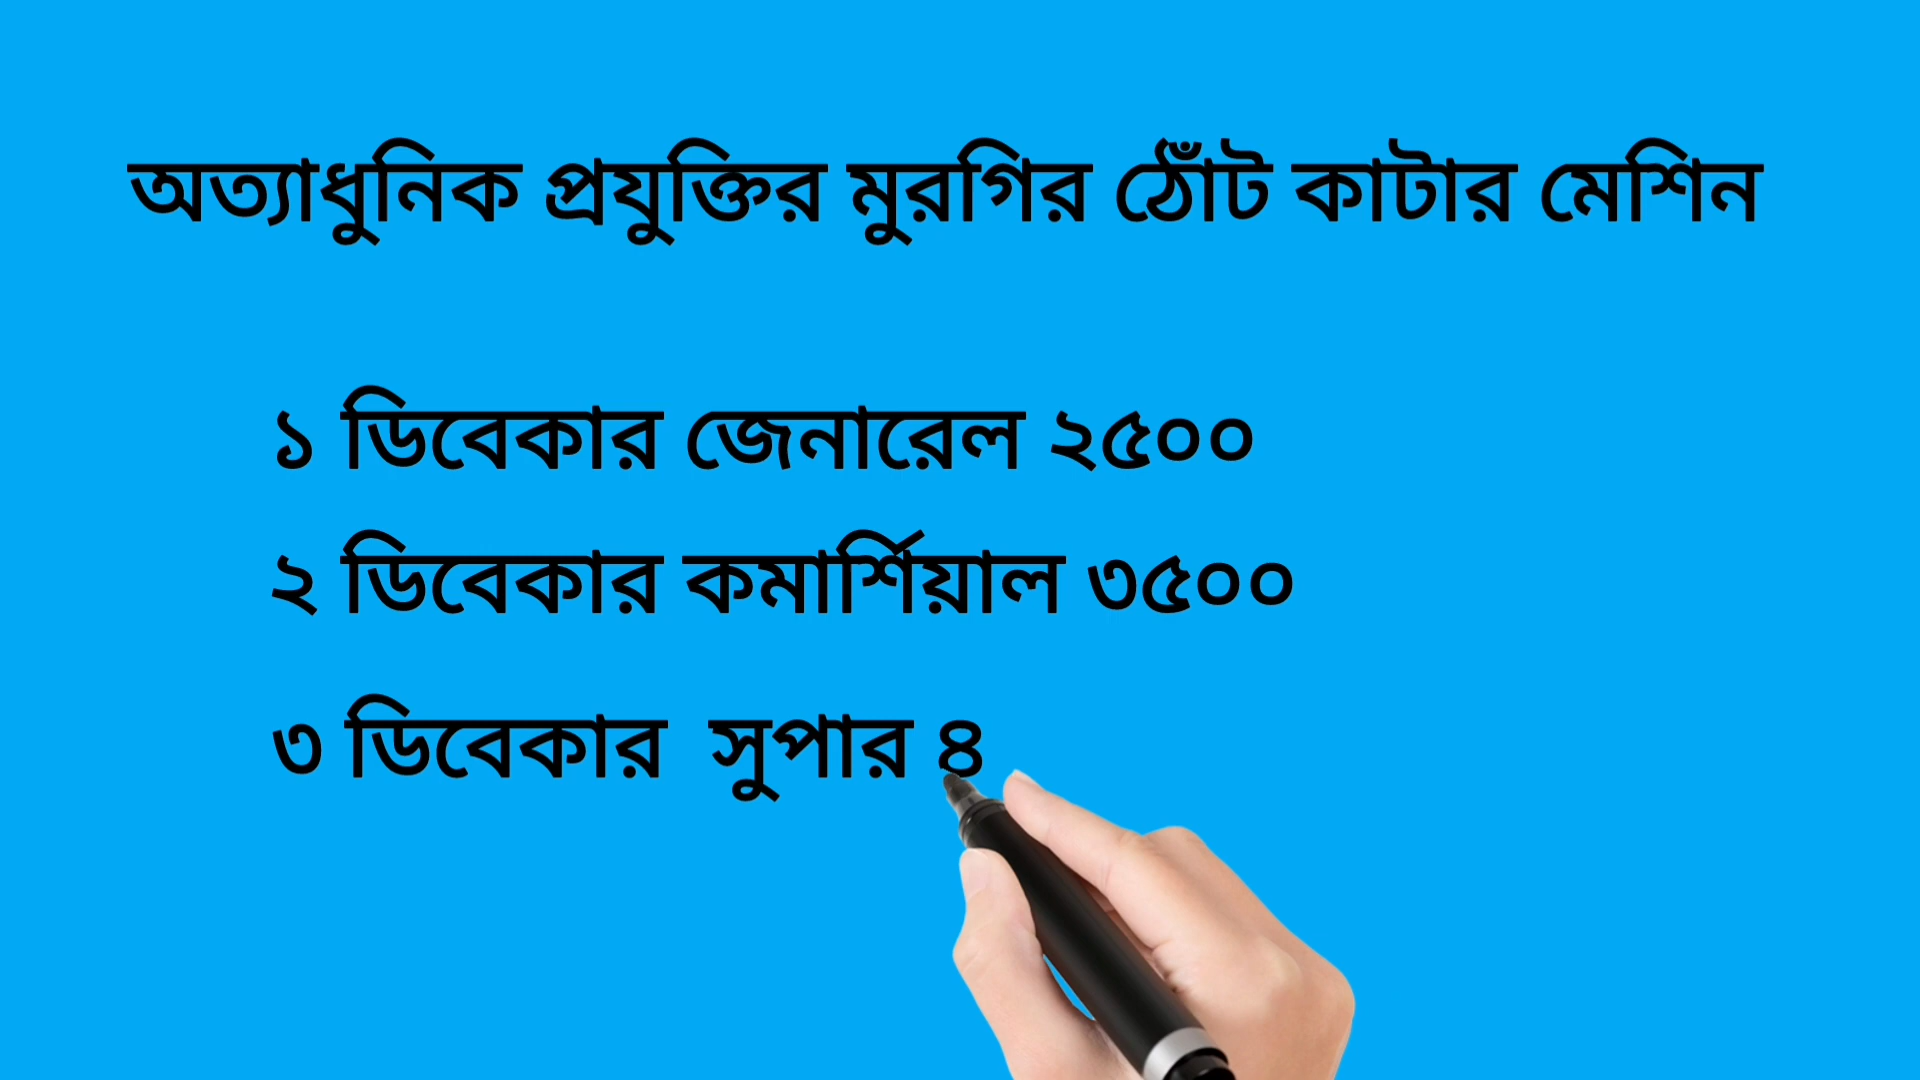 অত্যাধুনিক প্রযুক্তির মুরগির ঠোঁট কাটার মেশিন
১ ডিবেকার জেনারেল ২৫০০
২ ডিবেকার কমার্শিয়াল ৩৫০০
৩ ডিবেকার সুপার ৪